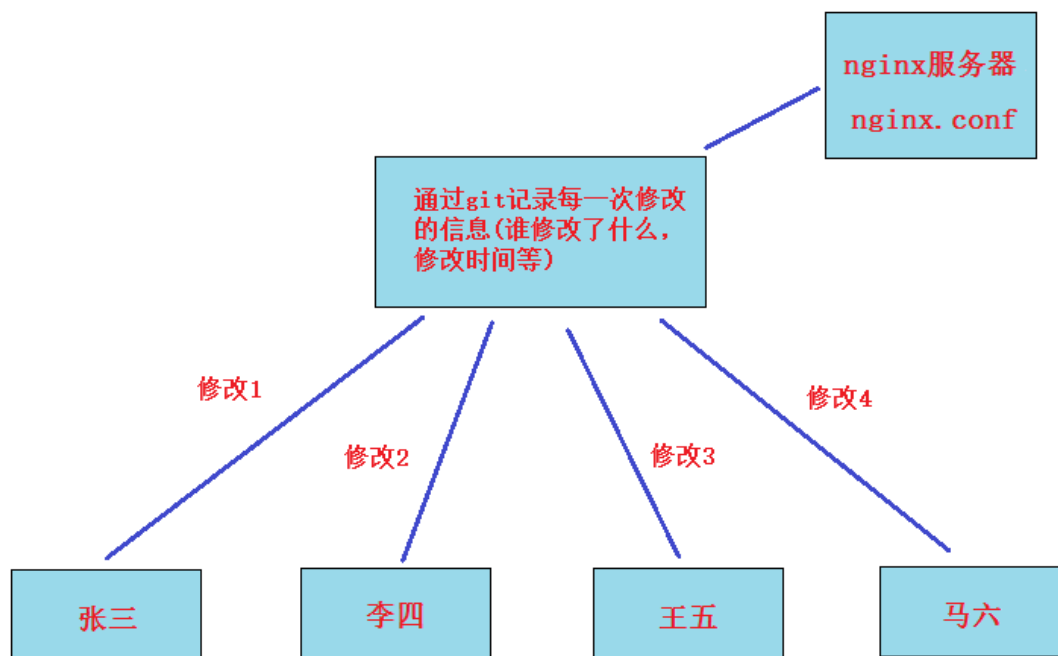 nginx服务器
nginx.conf
通过git记录每一次修改
的信息(谁修改了什么,
修改时间等)
修改1
修改2
修改3
修改4
张三
李四
王五
马六